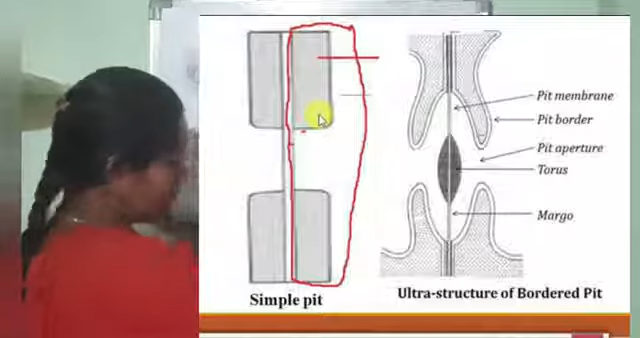 Pit membrane
Pit border
Pit aperture
Torus
Margo
Simple pit
Ultra-structure of Bordered Pit